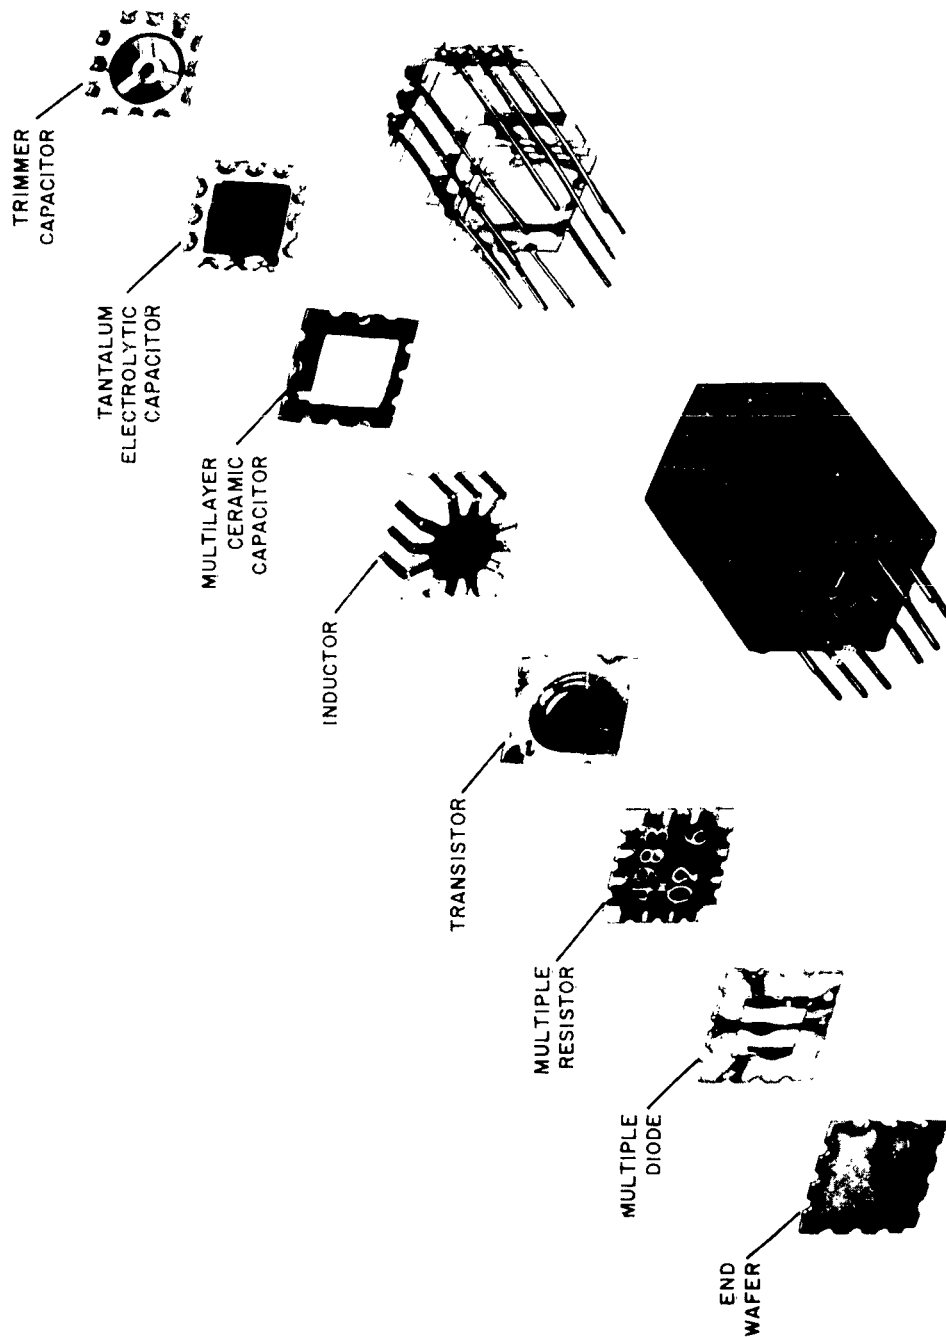 TRIMMER
CAPACITOR
TANTALUM
ELECTROLYTIC
CAPACITOR
MULTILAYER
CERAMIC
CAPACITOR
INDUCTOR
TRANSISTOR
MULTIPLE
RESISTOR
MULTIPLE
DIODE
END
WAFER